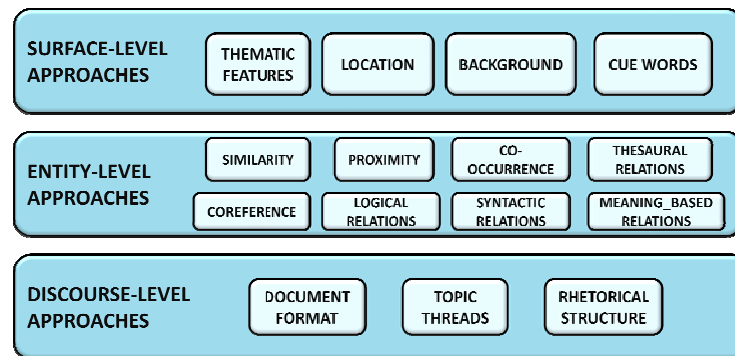 SURFACE-LEVEL
APPROACHES
THEMATIC
FEATURES
LOCATION
BACKGROUND
CUE WORDS
ENTITY-LEVEL
APPROACHES
SIMILARITY
PROXIMITY
CO-
OCCURRENCE
THESAURAL
RELATIONS
COREFERENCE
LOGICAL
RELATIONS
SYNTACTIC
RELATIONS
MEANING_BASED
RELATIONS
DISCOURSE-LEVEL
APPROACHES
DOCUMENT
FORMAT
TOPIC
THREADS
RHETORICAL
STRUCTURE